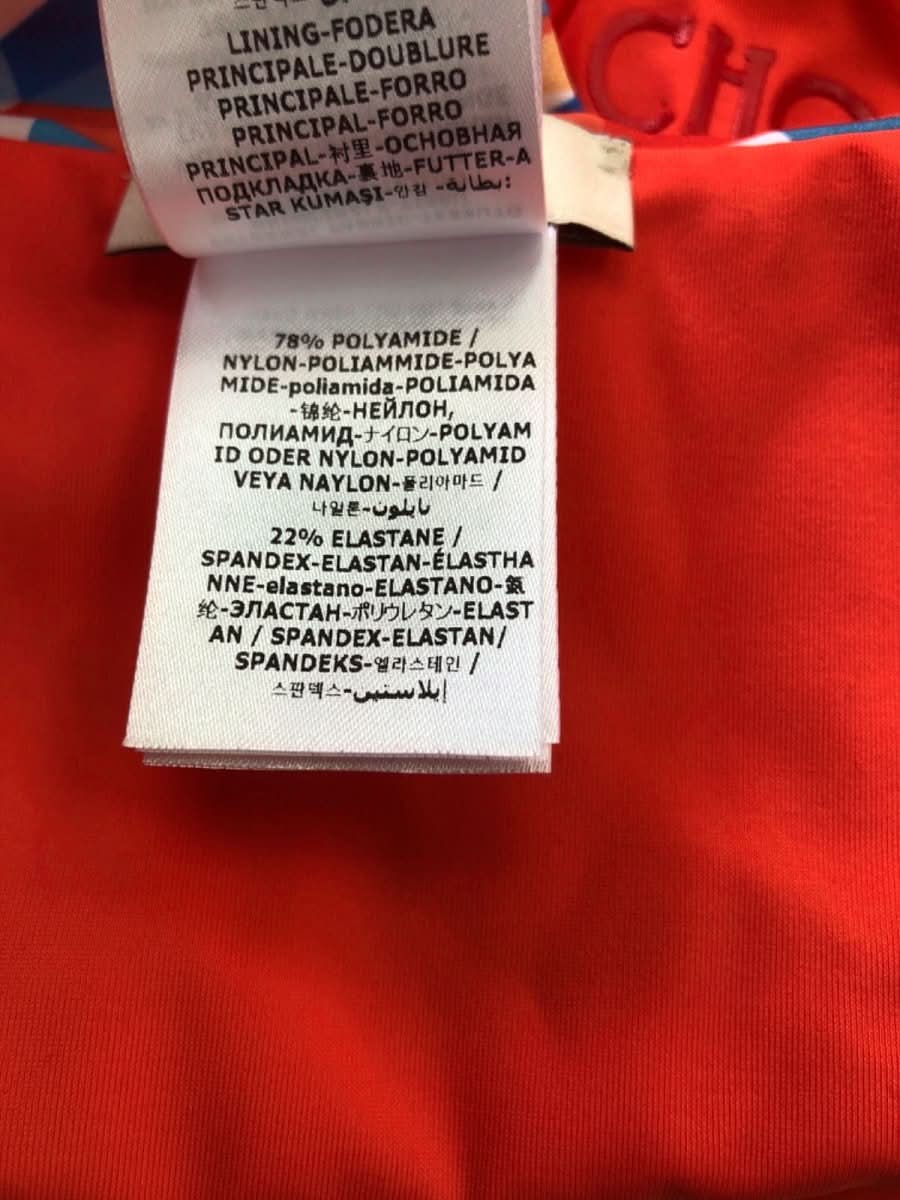 LINING-FODERA
PRINCIPALE-DOUBLURE
PRINCIPALE-FORRO
PRINCIPAL-FORRO
PRINCIPAL-衬里-ОСНОВНАЯ
ПОДКЛАДКА-裏地-FUTTER-A
STAR KUMAŞI-안감-بطانة:
78% POLYAMIDE /
NYLON-POLIAMMIDE-POLYA
MIDE-poliamida-POLIAMIDA
-锦纶-НЕЙЛОН,
ПОЛИАМИД-ナイロン-POLYAM
ID ODER NYLON-POLYAMID
VEYA NAYLON-폴리아마드 /
나일론-نايلون
22% ELASTANE /
SPANDEX-ELASTAN-ÉLASTHA
NNE-elastano-ELASTANO-氨
纶-ЭЛАСТАН-ポリウレタン-ELAST
AN / SPANDEX-ELASTAN/
SPANDEKS-엘라스테인 /
스판덱스-إيلاستين
CHO